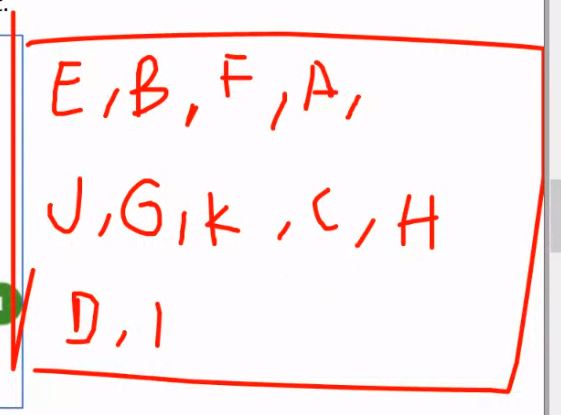 E, B, F, A,
J, G, K, C, H
D, I